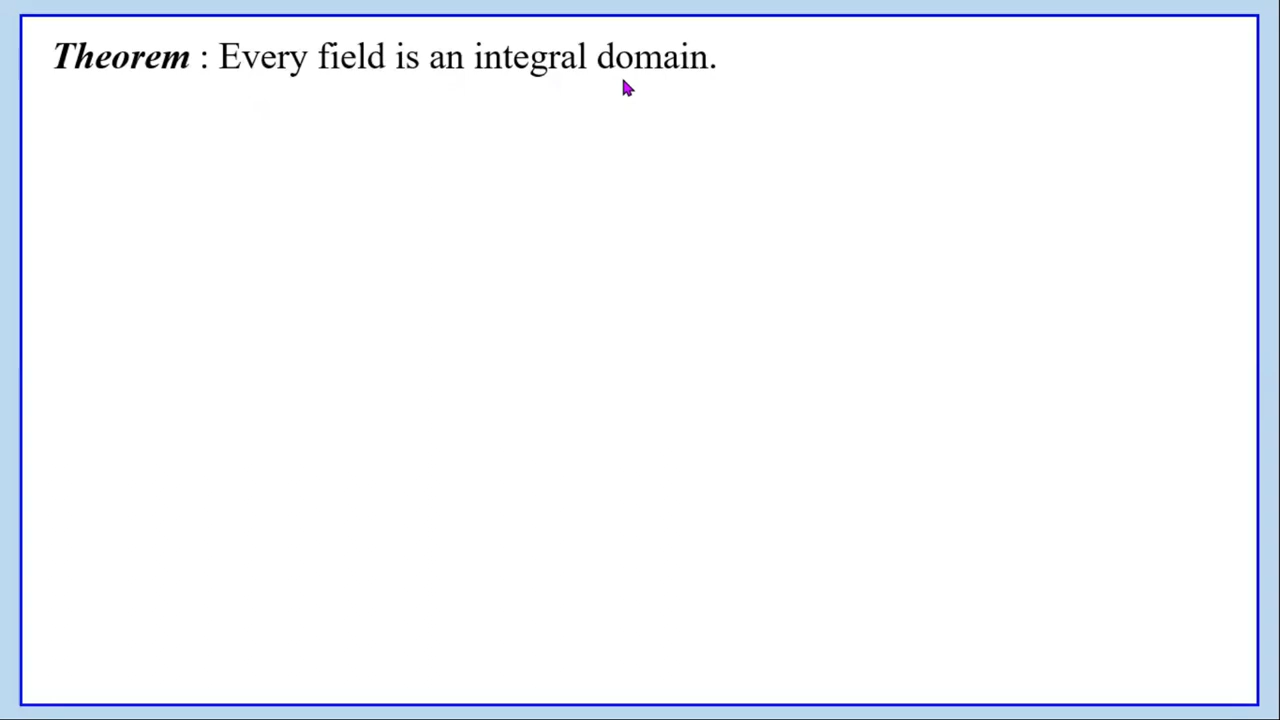 Theorem : Every field is an integral domain.